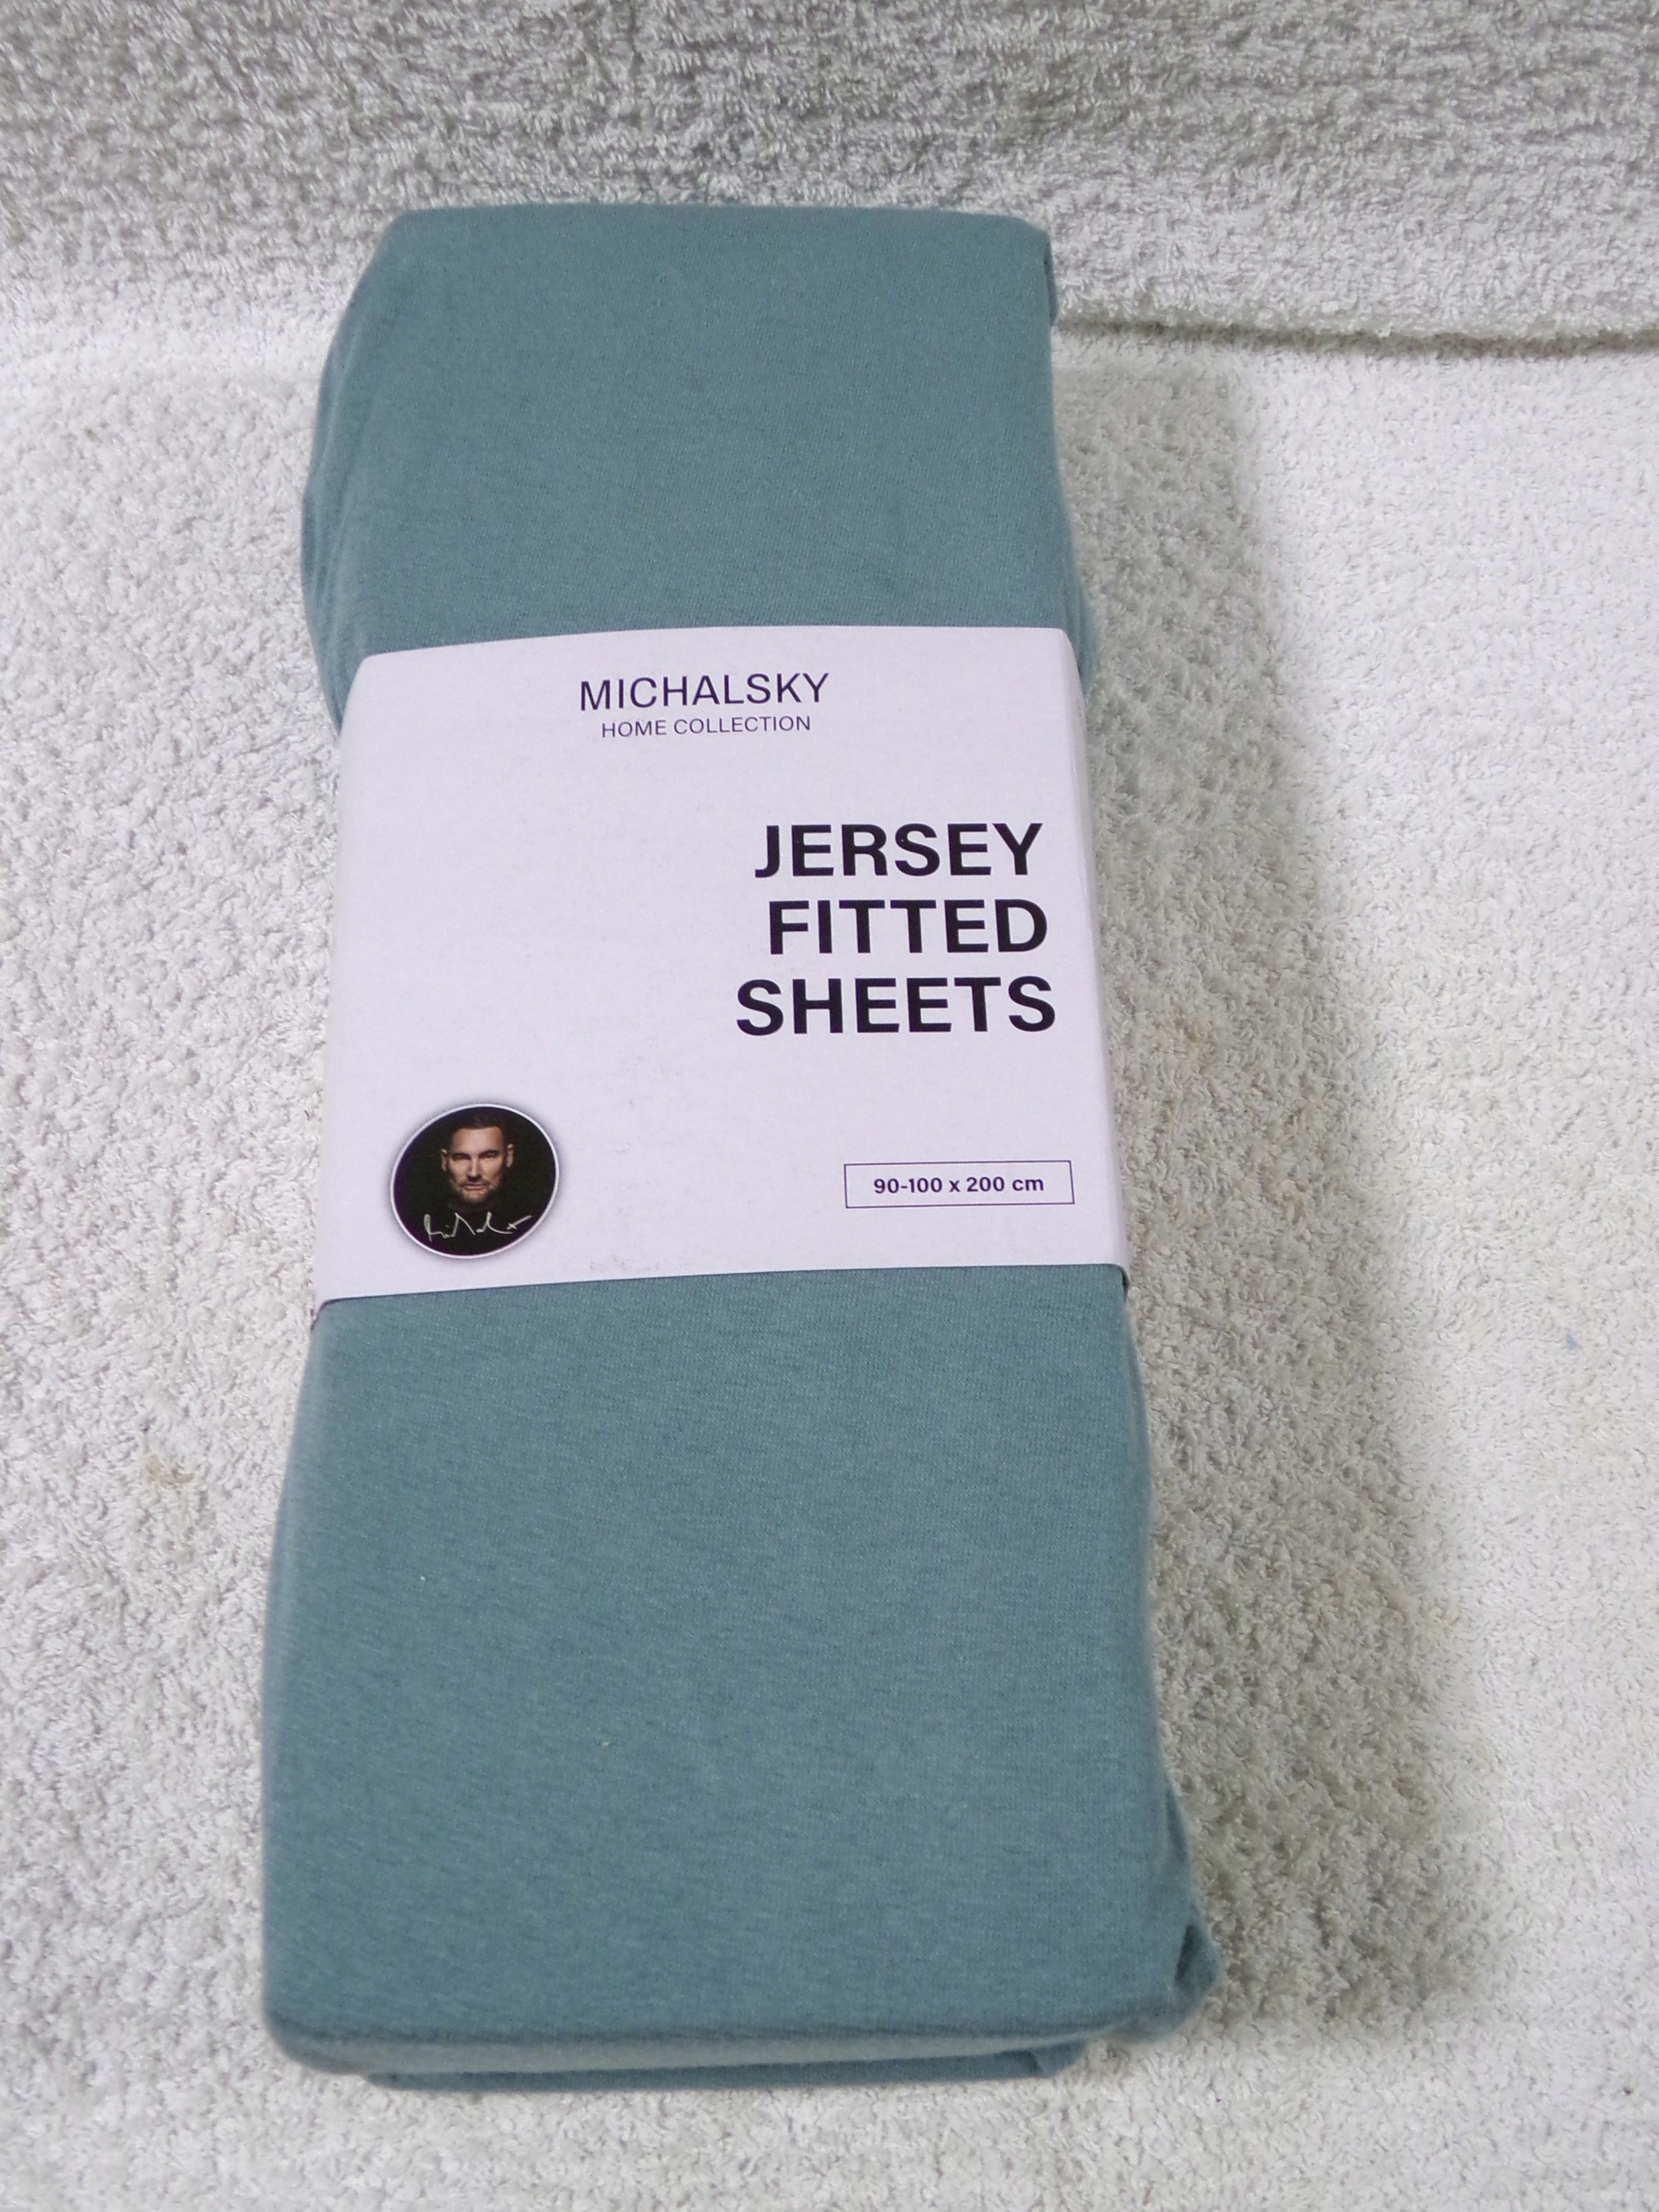 MICHALSKY
HOME COLLECTION
JERSEY
FITTED
SHEETS
90-100 x 200 cm